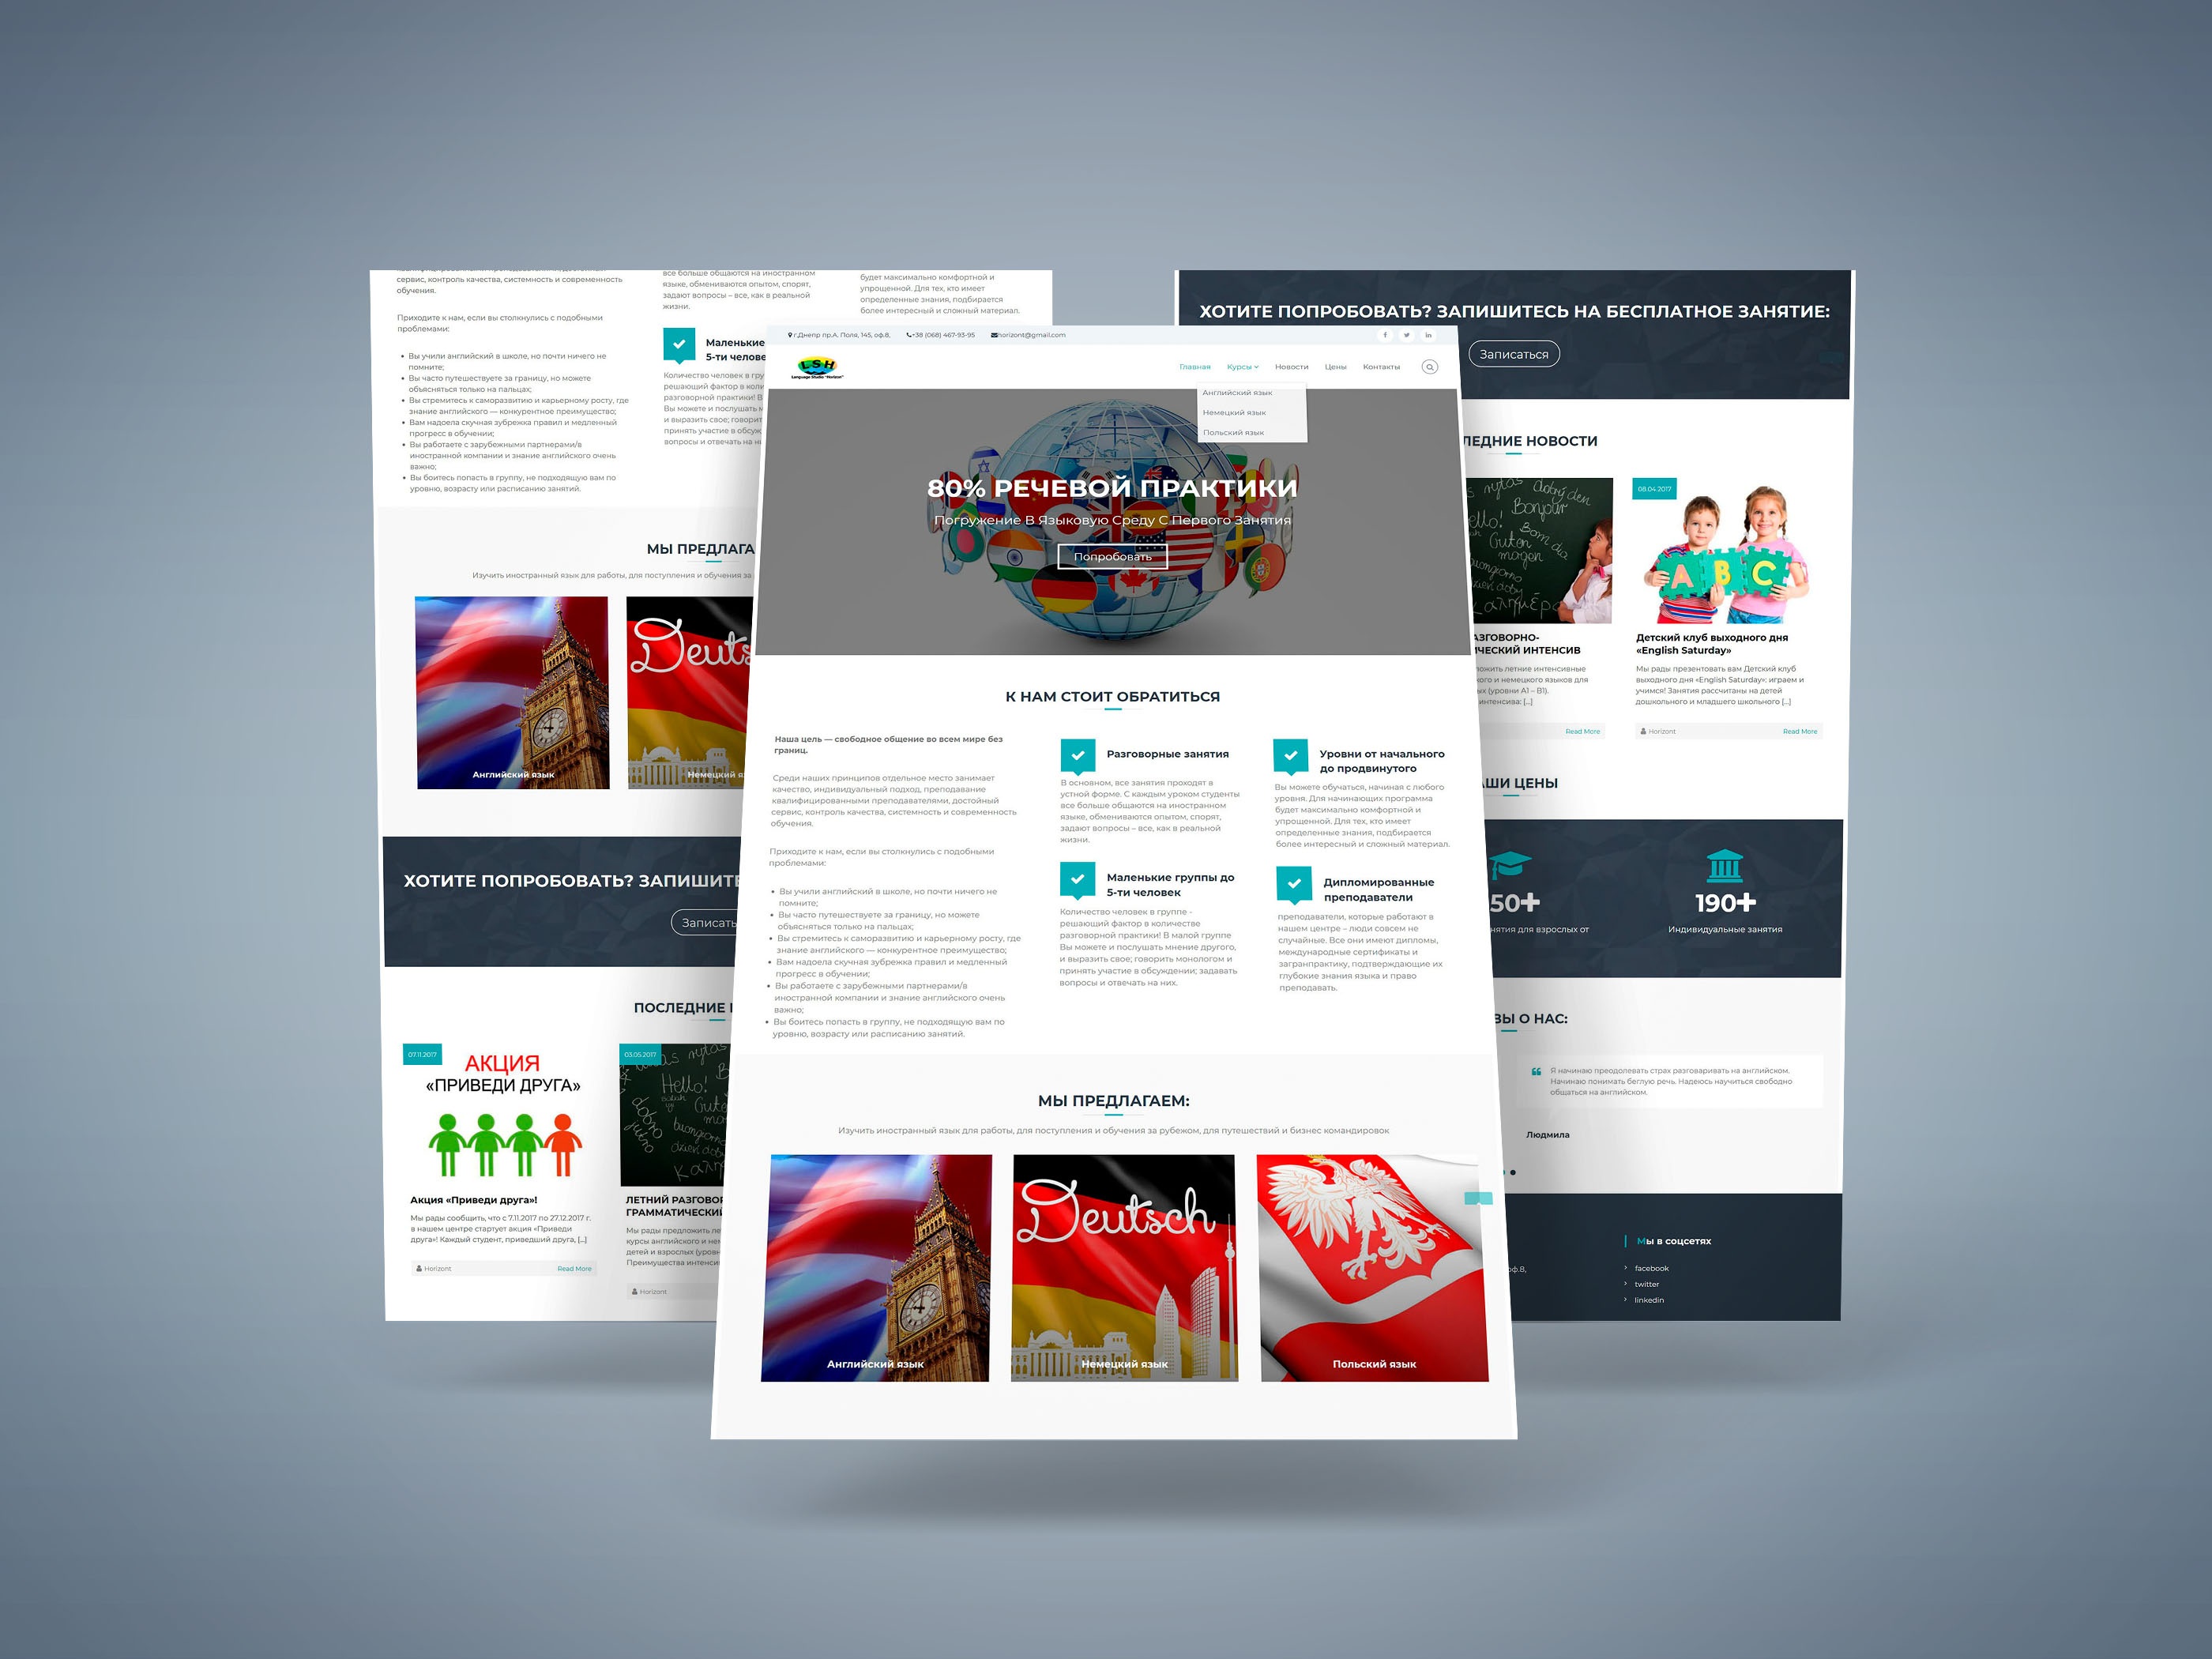 сервис, контроль качества, системность и современность
обучения.
Приходите к нам, если вы столкнулись с подобными
проблемами:
Вы учили английский в школе, но почти ничего не
помните;
Вы часто путешествуете за границу, но можете
объясняться только на пальцах;
Вы стремитесь к саморазвитию и карьерному росту, где
знание английского — конкурентное преимущество;
Вам надоела скучная зубрежка правил и медленный
прогресс в обучении;
Вы работаете с зарубежными партнерами/в
иностранной компании и знание английского очень
важно;
Вы боитесь попасть в группу, не подходящую вам по
уровню, возрасту или расписанию занятий.
все больше общаются на иностранном
языке, обмениваются опытом, спорят,
задают вопросы – все, как в реальной
жизни.
будет максимально комфортной и
упрощенной. Для тех, кто имеет
определенные знания, подбирается
более интересный и сложный материал.
Маленькие
5-ти челове
Количество человек в гру
решающий фактор в коли
разговорной практики! В
Вы можете и послушать м
и выразить свое; говорит
принять участие в обсуж
вопросы и отвечать на н
МЫ ПРЕДЛАГА
Изучить иностранный язык для работы, для поступления и обучения за
Deuts
Английский язык
Немецкий я
ХОТИТЕ ПОПРОБОВАТЬ? ЗАПИШИТЕ
Записать
ПОСЛЕДНИЕ
07.11.2017
АКЦИЯ
«ПРИВЕДИ ДРУГА»
Акция «Приведи друга»!
Мы рады сообщить, что с 7.11.2017 по 27.12.2017 г.
в нашем центре стартует акция «Приведи
друга»! Каждый студент, приведший друга, [...]
Horizont
Read More
03.05.2017
Hello!
ЛЕТНИЙ РАЗГОВОР
ГРАММАТИЧЕСКИЙ
Мы рады предложить ле
курсы английского и нем
детей и взрослых (уровн
Преимущества интенси
Horizont
г.Днепр пр.А. Поля, 145, оф.8,
+38 (068) 467-93-95
horizont@gmail.com
LSH
Language Studio "Horizon"
Главная
Курсы
Новости
Цены
Контакты
Английский язык
Немецкий язык
Польский язык
80% РЕЧЕВОЙ ПРАКТИКИ
Погружение В Языковую Среду С Первого Занятия
Попробовать
К НАМ СТОИТ ОБРАТИТЬСЯ
Наша цель — свободное общение во всем мире без
границ.
Среди наших принципов отдельное место занимает
качество, индивидуальный подход, преподавание
квалифицированными преподавателями, достойный
сервис, контроль качества, системность и современность
обучения.
Приходите к нам, если вы столкнулись с подобными
проблемами:
Вы учили английский в школе, но почти ничего не
помните;
Вы часто путешествуете за границу, но можете
объясняться только на пальцах;
Вы стремитесь к саморазвитию и карьерному росту, где
знание английского — конкурентное преимущество;
Вам надоела скучная зубрежка правил и медленный
прогресс в обучении;
Вы работаете с зарубежными партнерами/в
иностранной компании и знание английского очень
важно;
Вы боитесь попасть в группу, не подходящую вам по
уровню, возрасту или расписанию занятий.
Разговорные занятия
В основном, все занятия проходят в
устной форме. С каждым уроком студенты
все больше общаются на иностранном
языке, обмениваются опытом, спорят,
задают вопросы – все, как в реальной
жизни.
Уровни от начального
до продвинутого
Вы можете обучаться, начиная с любого
уровня. Для начинающих программа
будет максимально комфортной и
упрощенной. Для тех, кто имеет
определенные знания, подбирается
более интересный и сложный материал.
Маленькие группы до
5-ти человек
Количество человек в группе -
решающий фактор в количестве
разговорной практики! В малой группе
Вы можете и послушать мнение другого,
и выразить свое; говорить монологом и
принять участие в обсуждении; задавать
вопросы и отвечать на них.
Дипломированные
преподаватели
преподаватели, которые работают в
нашем центре – люди совсем не
случайные. Все они имеют дипломы,
международные сертификаты и
загранпрактику, подтверждающие их
глубокие знания языка и право
преподавать.
МЫ ПРЕДЛАГАЕМ:
Изучить иностранный язык для работы, для поступления и обучения за рубежом, для путешествий и бизнес командировок
Deutsch
Английский язык
Немецкий язык
Польский язык
ХОТИТЕ ПОПРОБОВАТЬ? ЗАПИШИТЕСЬ НА БЕСПЛАТНОЕ ЗАНЯТИЕ:
Записаться
ЛЕДНИЕ НОВОСТИ
dobrý den
Bonjour
Guten
morgen
Bom dia
08.04.2017
A B C
АЗГОВОРНО-
ИЧЕСКИЙ ИНТЕНСИВ
ложить летние интенсивные
кого и немецкого языков для
ых (уровни А1 – В1).
интенсива: [...]
Read More
Детский клуб выходного дня
«English Saturday»
Мы рады презентовать вам Детский клуб
выходного дня «English Saturday»: играем и
учимся! Занятия рассчитаны на детей
дошкольного и младшего школьного [...]
Horizont
Read More
АШИ ЦЕНЫ
50+
нятия для взрослых от
190+
Индивидуальные занятия
ВЫ О НАС:
Я начинаю преодолевать страх разговаривать на английском.
Начинаю понимать беглую речь. Надеюсь научиться свободно
общаться на английском.
Людмила
оф.8,
Мы в соцсетях
facebook
twitter
linkedin